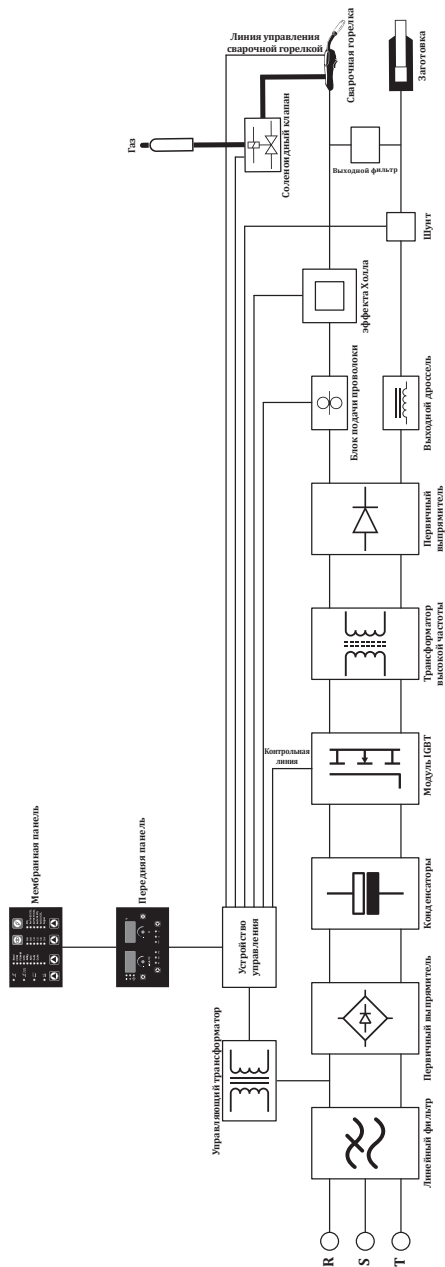 Линия управления
сварочной горелкой
Сварочная горелка
Заготовка
Газ
Соленоидный клапан
Выходной фильтр
Шунт
эффекта Холла
Блок подачи проволоки
Выходной дроссель
Первичный
выпрямитель
Трансформатор
высокой частоты
Контрольная
линия
Модуль IGBT
Мембранная панель
Передняя панель
Конденсаторы
Устройство
управления
Первичный выпрямитель
Управляющий трансформатор
Линейный фильтр
R
S
T